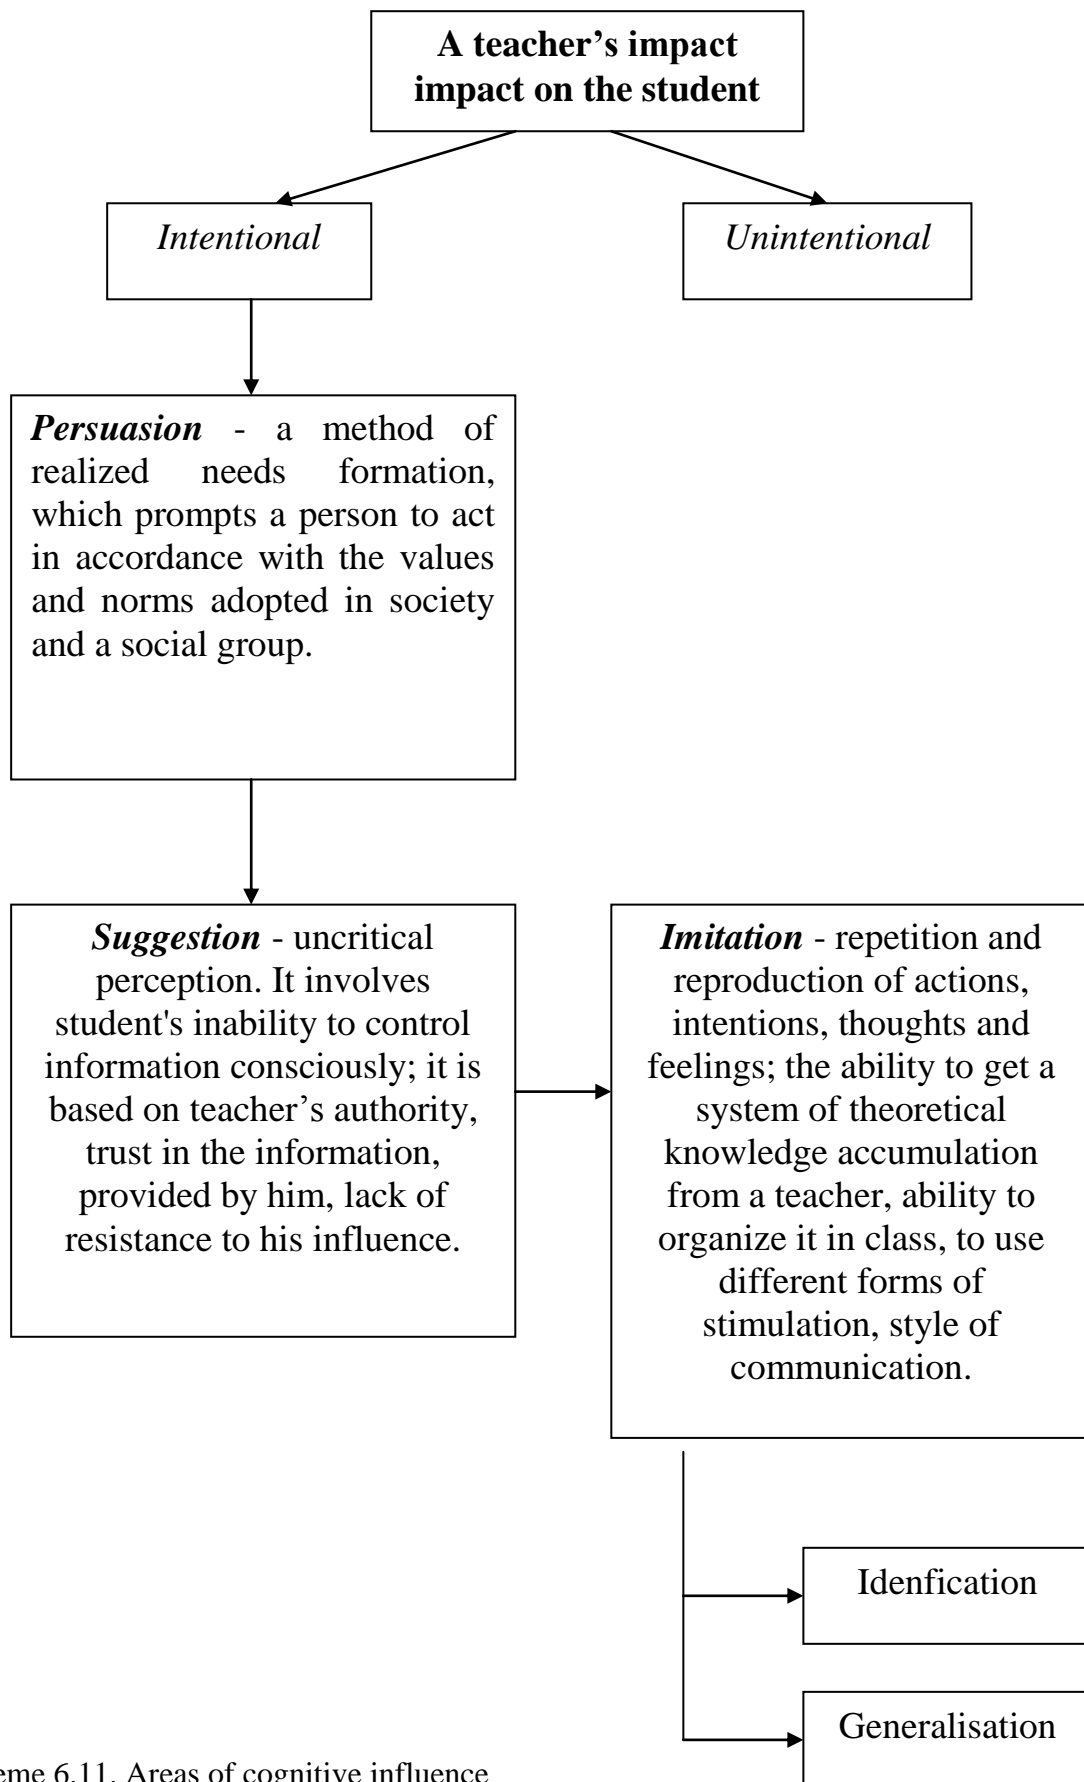 A teacher’s impact
impact on the student
Intentional
Unintentional
Persuasion - a method of
realized needs formation,
which prompts a person to act
in accordance with the values
and norms adopted in society
and a social group.
Suggestion - uncritical
perception. It involves
student's inability to control
information consciously; it is
based on teacher’s authority,
trust in the information,
provided by him, lack of
resistance to his influence.
Imitation - repetition and
reproduction of actions,
intentions, thoughts and
feelings; the ability to get a
system of theoretical
knowledge accumulation
from a teacher, ability to
organize it in class, to use
different forms of
stimulation, style of
communication.
Idenfication
Generalisation
eme 6.11. Areas of cognitive influence